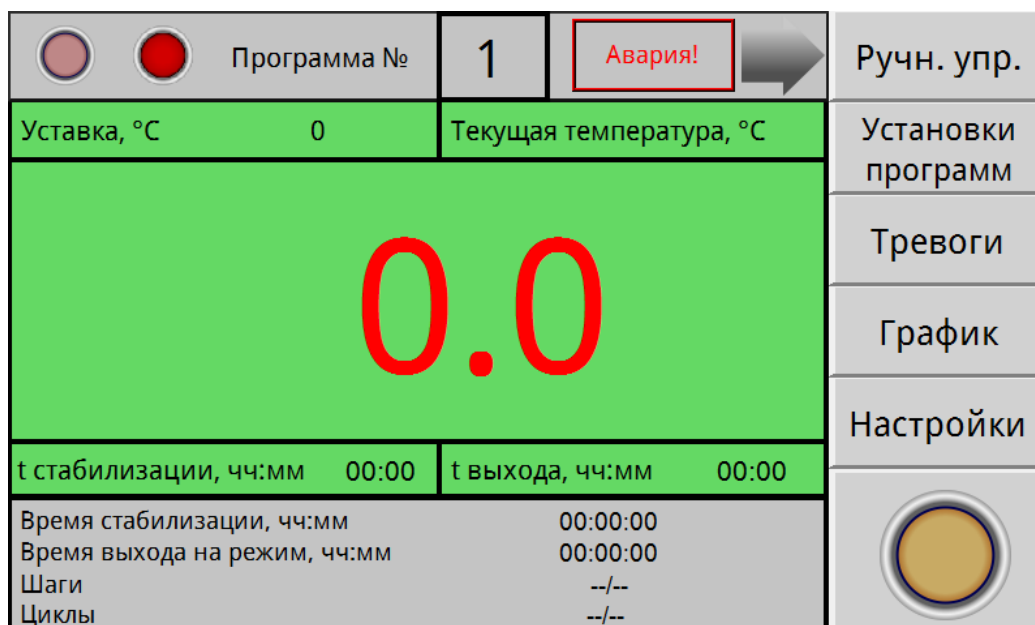 Программа №
1
Авария!
Ручн. упр.
Уставка, °C
0
Текущая температура, °C
Установки
программ
0.0
Тревоги
График
Настройки
t стабилизации, чч:мм
00:00
t выхода, чч:мм
00:00
Время стабилизации, чч:мм
00:00:00
Время выхода на режим, чч:мм
00:00:00
Шаги
--/--
Циклы
--/--